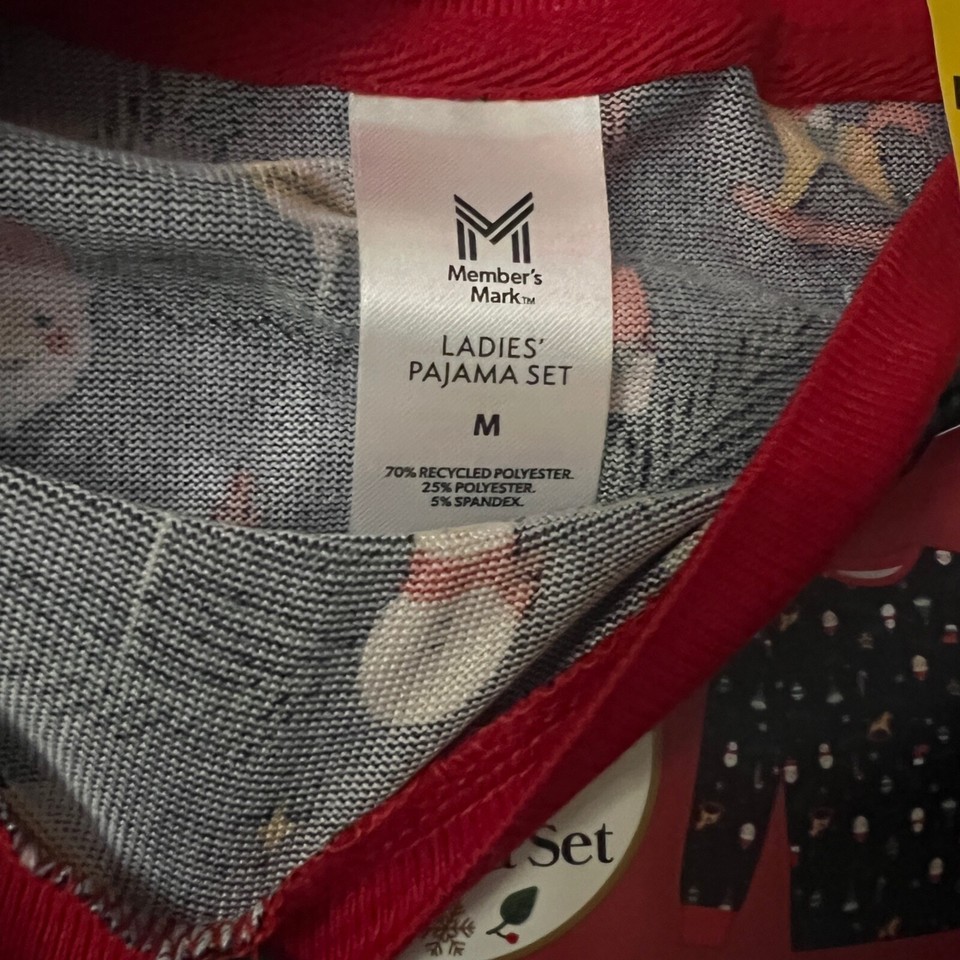 Member's
Mark™
LADIES'
PAJAMA SET
M
70% RECYCLED POLYESTER.
25% POLYESTER.
5% SPANDEX.
Set